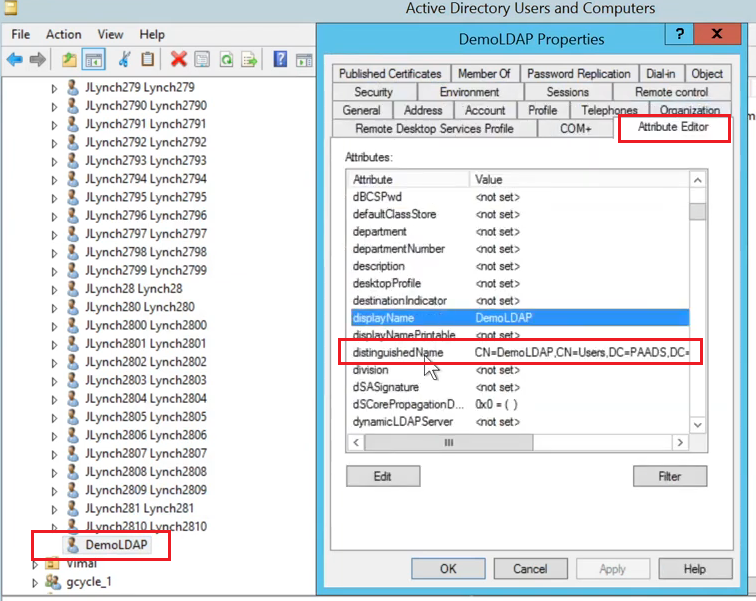 Active Directory Users and Computers
File Action View Help
JLynch279 Lynch279
JLynch2790 Lynch2790
JLynch2791 Lynch2791
JLynch2792 Lynch2792
JLynch2793 Lynch2793
JLynch2794 Lynch2794
JLynch2795 Lynch2795
JLynch2796 Lynch2796
JLynch2797 Lynch2797
JLynch2798 Lynch2798
JLynch2799 Lynch2799
JLynch28 Lynch28
JLynch280 Lynch280
JLynch2800 Lynch2800
JLynch2801 Lynch2801
JLynch2802 Lynch2802
JLynch2803 Lynch2803
JLynch2804 Lynch2804
JLynch2805 Lynch2805
JLynch2806 Lynch2806
JLynch2807 Lynch2807
JLynch2808 Lynch2808
JLynch2809 Lynch2809
JLynch281 Lynch281
JLynch2810 Lynch2810
DemoLDAP
Vimal
gcycle_1
DemoLDAP Properties ? X
Published Certificates Member Of Password Replication Dial-in Object
Security Environment Sessions Remote control
General Address Account Profile Telephones Organization
Remote Desktop Services Profile COM+ Attribute Editor
Attributes:
Attribute Value
dBCSPwd <not set>
defaultClassStore <not set>
department <not set>
departmentNumber <not set>
description <not set>
desktopProfile <not set>
destinationIndicator <not set>
displayName DemoLDAP
displayNamePrintable <not set>
distinguishedName CN=DemoLDAP,CN=Users,DC=PAADS,DC=
division <not set>
dSASignature <not set>
dSCorePropagationD... 0x0 = ( )
dynamicLDAPServer <not set>
Edit Filter
OK Cancel Apply Help